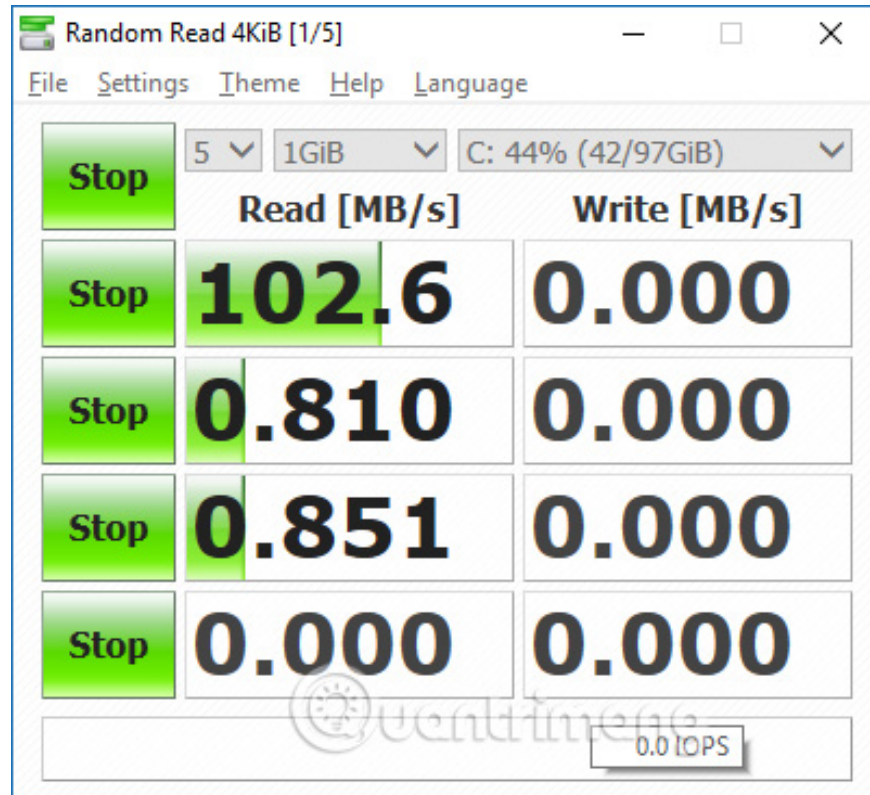 Random Read 4KiB [1/5]
File Settings Theme Help Language
Stop 5 1GiB C: 44% (42/97GiB)
Read [MB/s] Write [MB/s]
Stop 102.6 0.000
Stop 0.810 0.000
Stop 0.851 0.000
Stop 0.000 0.000
Quantrimang
0.0 IOPS